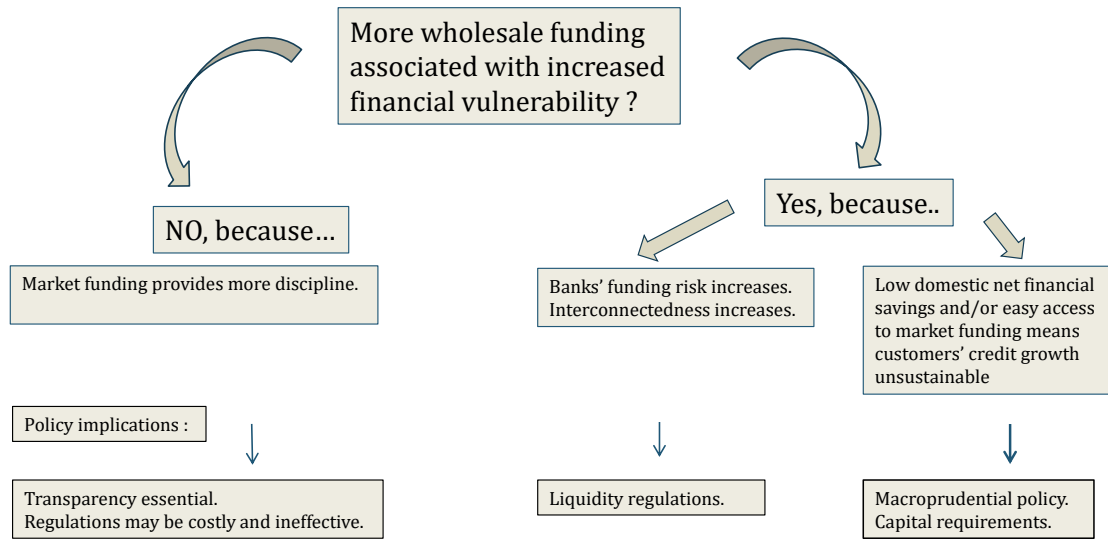 More wholesale funding
associated with increased
financial vulnerability ?
NO, because…
Yes, because..
Market funding provides more discipline.
Banks’ funding risk increases.
Interconnectedness increases.
Low domestic net financial
savings and/or easy access
to market funding means
customers’ credit growth
unsustainable
Policy implications :
Transparency essential.
Regulations may be costly and ineffective.
Liquidity regulations.
Macroprudential policy.
Capital requirements.